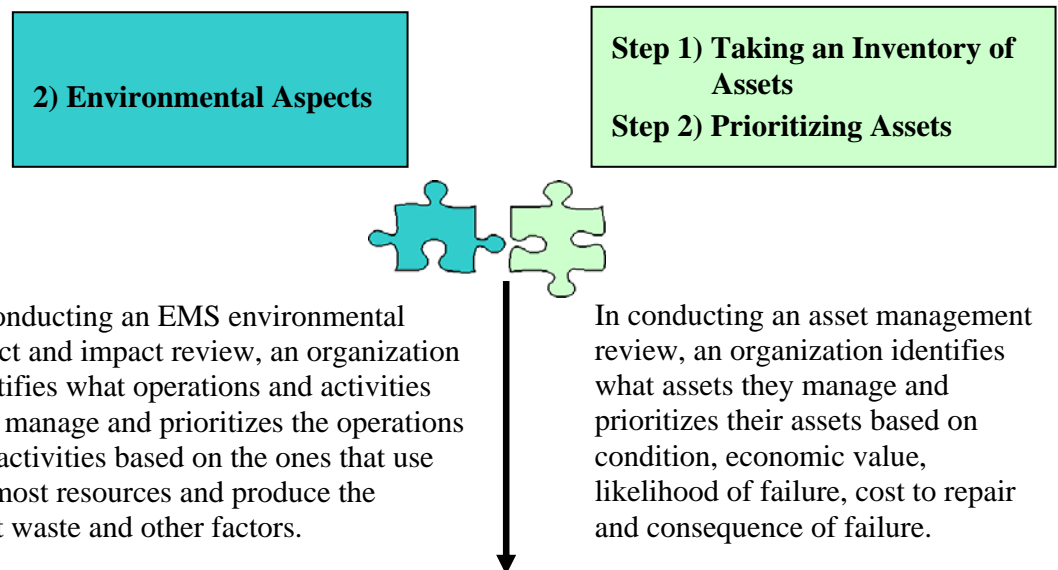 2) Environmental Aspects
Step 1) Taking an Inventory of
Assets
Step 2) Prioritizing Assets
onducting an EMS environmental
ct and impact review, an organization
tifies what operations and activities
manage and prioritizes the operations
activities based on the ones that use
most resources and produce the
t waste and other factors.
In conducting an asset management
review, an organization identifies
what assets they manage and
prioritizes their assets based on
condition, economic value,
likelihood of failure, cost to repair
and consequence of failure.